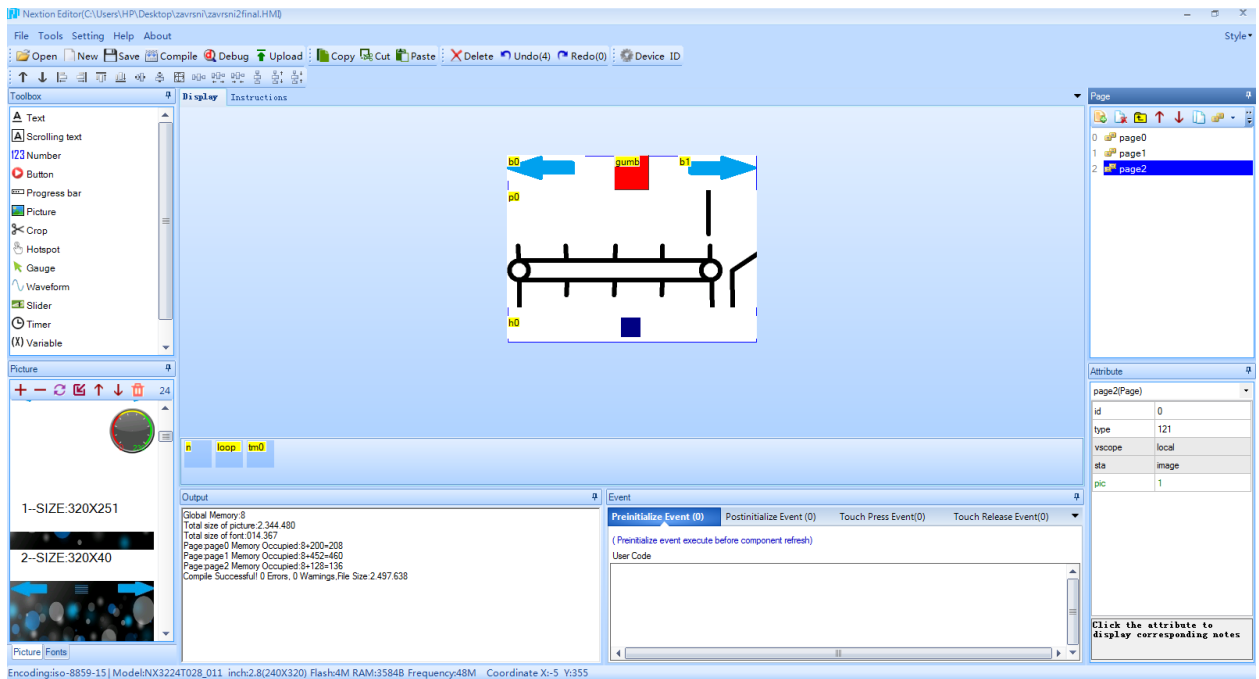 Nextion Editor(C:\Users\HP\Desktop\zavrsni\zavrsni2final.HMI)
File Tools Setting Help About Style
Open New Save Compile Debug Upload Copy Cut Paste Delete Undo(4) Redo(0) Device ID
Toolbox
A Text
A Scrolling text
123 Number
Button
Progress bar
Picture
Crop
Hotspot
Gauge
Waveform
Slider
Timer
(X) Variable
Picture
24
1--SIZE:320X251
2--SIZE:320X40
Picture Fonts
Display Instructions
b0 gumb b1
p0
h0
n loop tm0
Output
Global Memory:8
Total size of picture:2.344.480
Total size of font:014.367
Page:page0 Memory Occupied:8+200=208
Page:page1 Memory Occupied:8+452=460
Page:page2 Memory Occupied:8+128=136
Compile Successful! 0 Errors, 0 Warnings,File Size:2.497.638
Event
Preinitialize Event (0) Postinitialize Event (0) Touch Press Event(0) Touch Release Event(0)
( Preinitialize event execute before component refresh)
User Code
Page
0 page0
1 page1
2 page2
Attribute
page2(Page)
id 0
type 121
vscope local
sta image
pic 1
Click the attribute to
display corresponding notes
Encoding:iso-8859-15| Model:NX3224T028_011 inch:2.8(240X320) Flash:4M RAM:3584B Frequency:48M Coordinate X:-5 Y:355